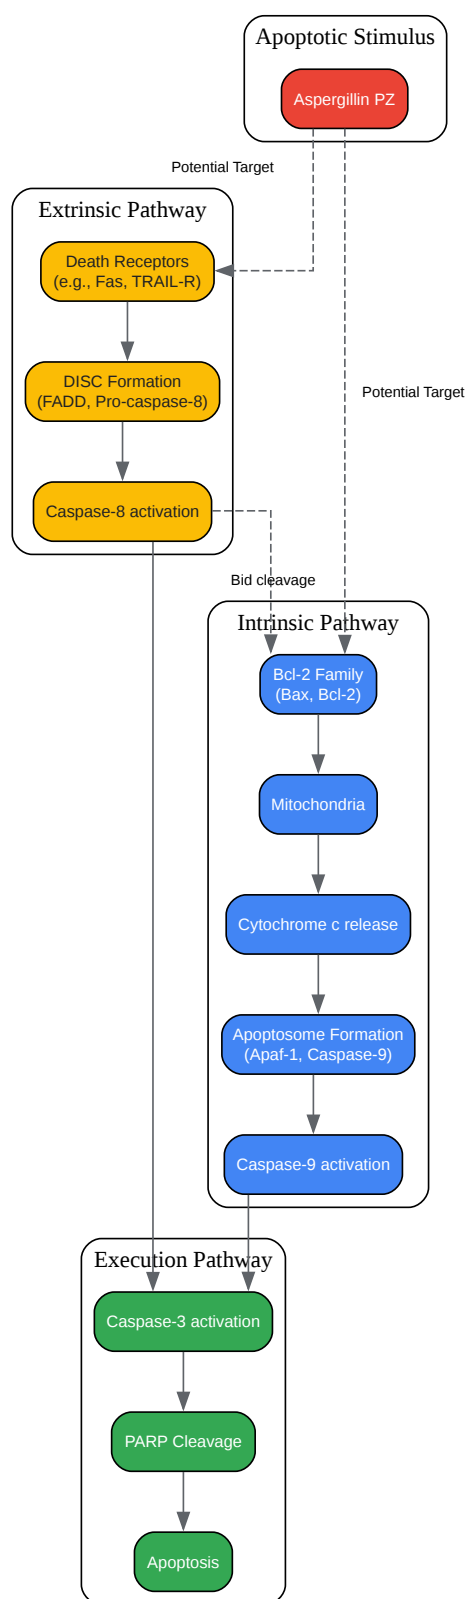 Apoptotic Stimulus
Aspergillin PZ
Potential Target
Extrinsic Pathway
Death Receptors
(e.g., Fas, TRAIL-R)
DISC Formation
(FADD, Pro-caspase-8)
Potential Target
Caspase-8 activation
Bid cleavage
Intrinsic Pathway
Bcl-2 Family
(Bax, Bcl-2)
Mitochondria
Cytochrome c release
Apoptosome Formation
(Apaf-1, Caspase-9)
Caspase-9 activation
Execution Pathway
Caspase-3 activation
PARP Cleavage
Apoptosis